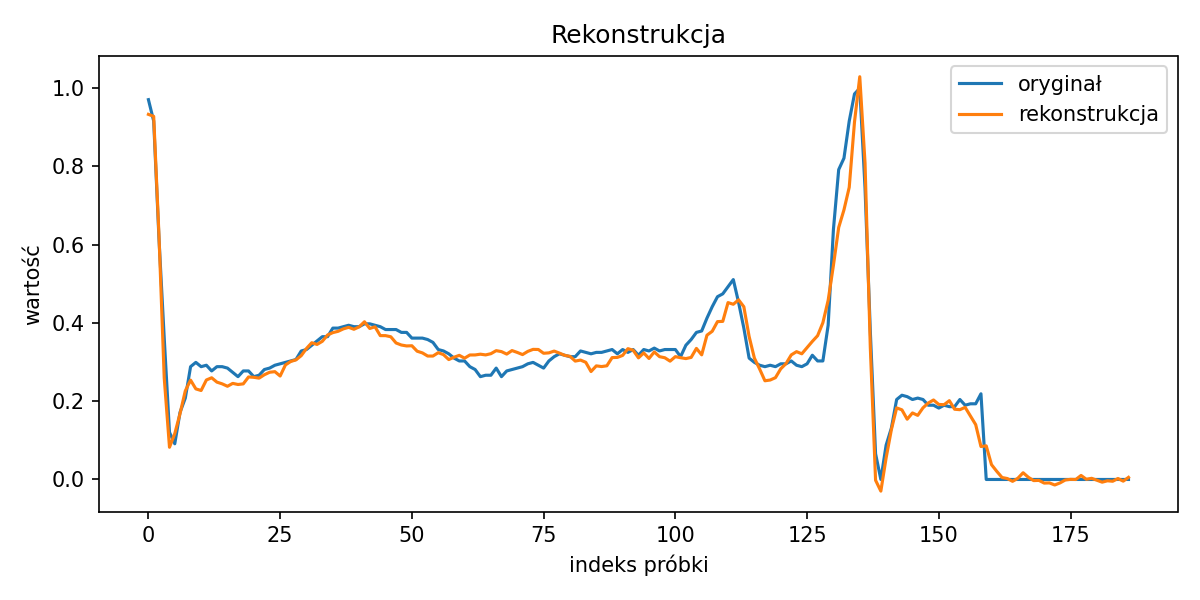 Rekonstrukcja
oryginał
rekonstrukcja
wartość
1.0
0.8
0.6
0.4
0.2
0.0
0 25 50 75 100 125 150 175
indeks próbki